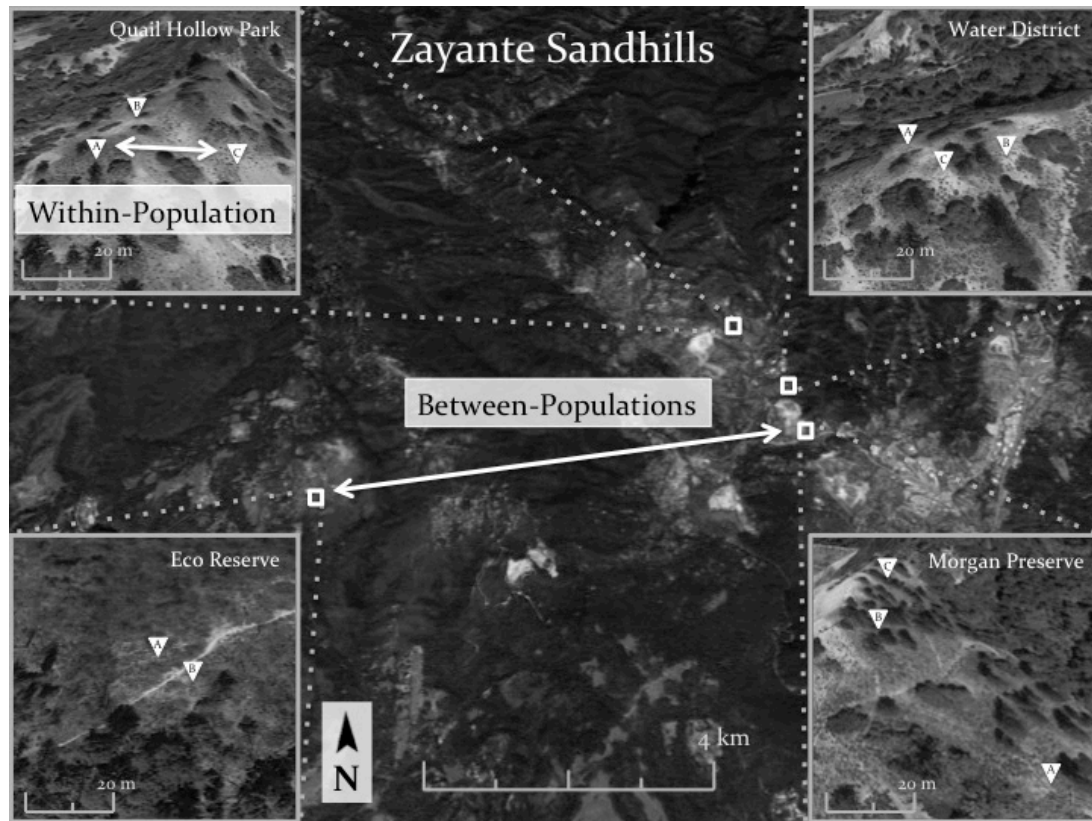 Zayante Sandhills
Quail Hollow Park
B
A
C
Within-Population
20 m
Water District
A
B
C
20 m
Between-Populations
Eco Reserve
A
B
20 m
N
4 km
Morgan Preserve
C
B
A
20 m